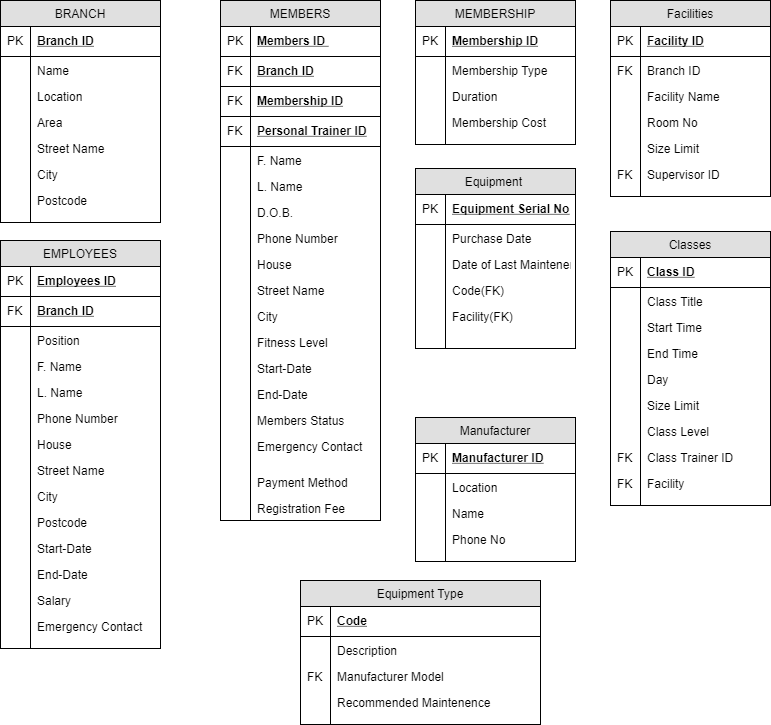 BRANCH
PK Branch ID
Name
Location
Area
Street Name
City
Postcode
EMPLOYEES
PK Employees ID
FK Branch ID
Position
F. Name
L. Name
Phone Number
House
Street Name
City
Postcode
Start-Date
End-Date
Salary
Emergency Contact
MEMBERS
PK Members ID
FK Branch ID
FK Membership ID
FK Personal Trainer ID
F. Name
L. Name
D.O.B.
Phone Number
House
Street Name
City
Fitness Level
Start-Date
End-Date
Members Status
Emergency Contact
Payment Method
Registration Fee
MEMBERSHIP
PK Membership ID
Membership Type
Duration
Membership Cost
Equipment
PK Equipment Serial No
Purchase Date
Date of Last Maintene
Code(FK)
Facility(FK)
Manufacturer
PK Manufacturer ID
Location
Name
Phone No
Equipment Type
PK Code
Description
FK Manufacturer Model
Recommended Maintenence
Facilities
PK Facility ID
FK Branch ID
Facility Name
Room No
Size Limit
FK Supervisor ID
Classes
PK Class ID
Class Title
Start Time
End Time
Day
Size Limit
Class Level
FK Class Trainer ID
FK Facility